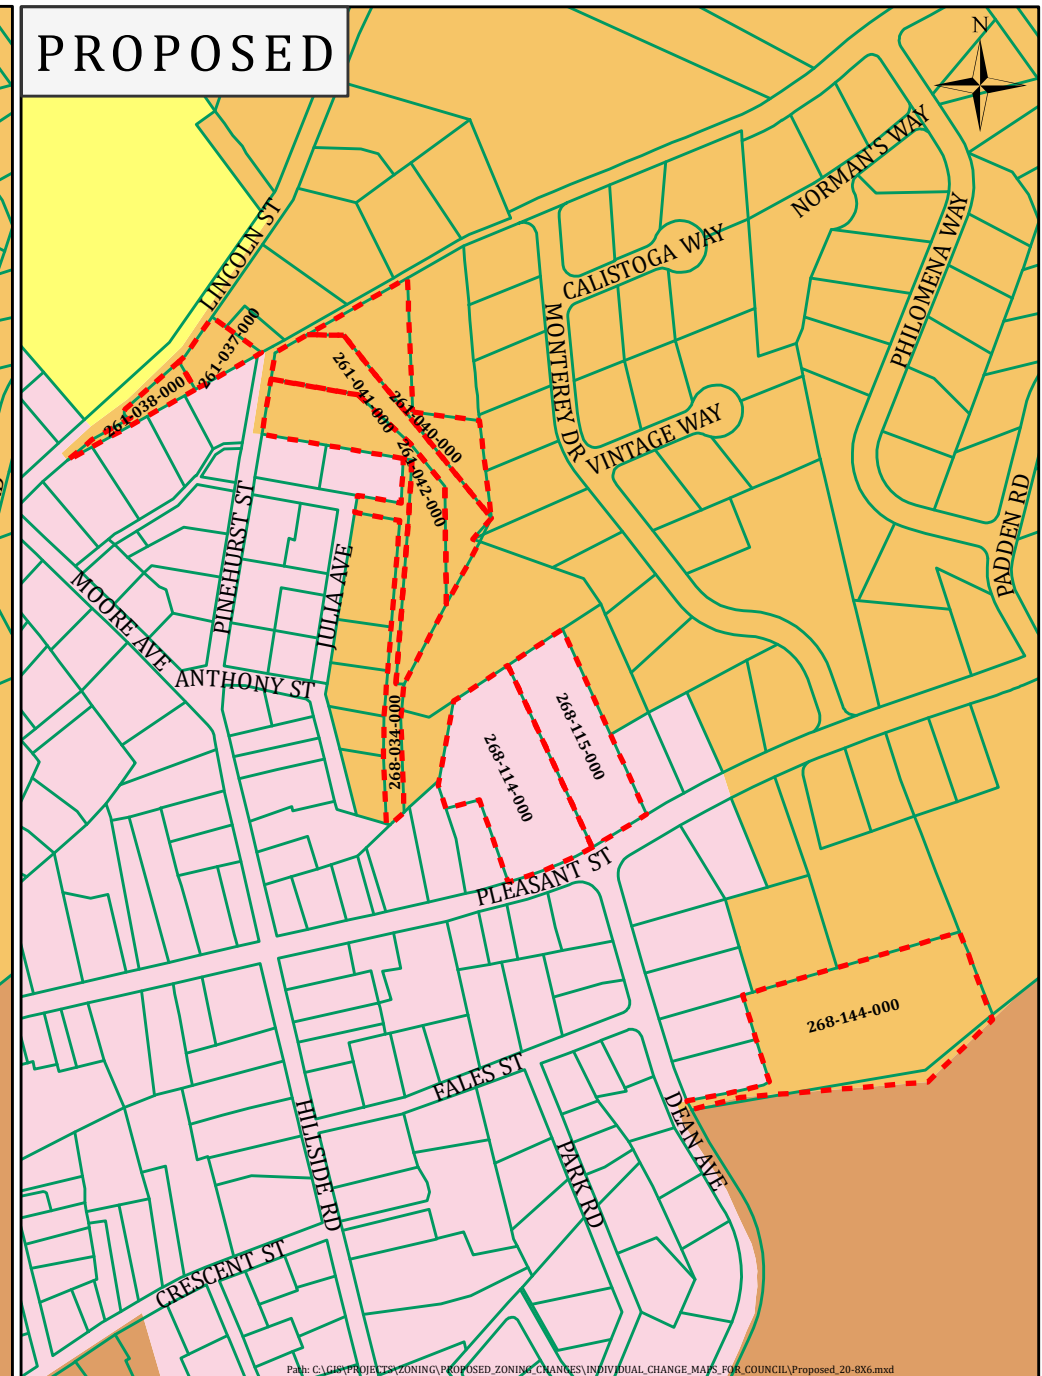 PROPOSED
N
NORMAN'S WAY
LINCOLN ST
CALISTOGA WAY
PHILOMENA WAY
261-037-000
MONTEREY DR
261-038-000
261-041-000
261-040-000
VINTAGE WAY
261-042-000
PADDEN RD
PINEHURST ST
JULIA AVE
MOORE AVE
ANTHONY ST
268-034-000
268-115-000
268-114-000
PLEASANT ST
268-144-000
FALES ST
HILLSIDE RD
DEAN AVE
PARK RD
CRESCENT ST
Path: C:\GIS\PROJECTS\ZONING\PROPOSED_ZONING_CHANGES\INDIVIDUAL_CHANGE_MAPS_FOR_COUNCIL\Proposed_20-8X6.mxd